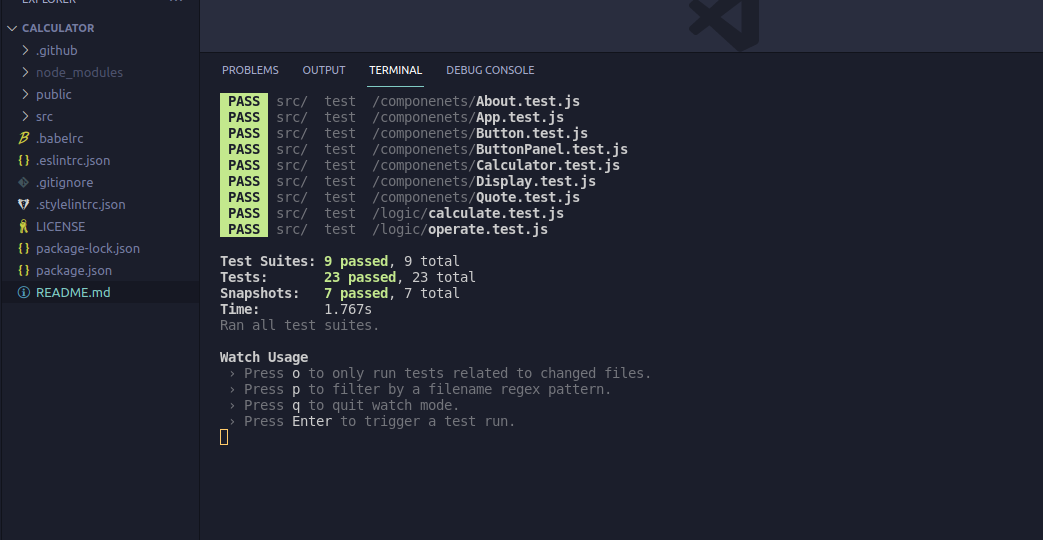 EXPLORER
CALCULATOR
.github
node_modules
public
src
.babelrc
.eslintrc.json
.gitignore
.stylelintrc.json
LICENSE
package-lock.json
package.json
README.md
PROBLEMS OUTPUT TERMINAL DEBUG CONSOLE
PASS src/ test /componenets/About.test.js
PASS src/ test /componenets/App.test.js
PASS src/ test /componenets/Button.test.js
PASS src/ test /componenets/ButtonPanel.test.js
PASS src/ test /componenets/Calculator.test.js
PASS src/ test /componenets/Display.test.js
PASS src/ test /componenets/Quote.test.js
PASS src/ test /logic/calculate.test.js
PASS src/ test /logic/operate.test.js
Test Suites: 9 passed, 9 total
Tests: 23 passed, 23 total
Snapshots: 7 passed, 7 total
Time: 1.767s
Ran all test suites.
Watch Usage
› Press o to only run tests related to changed files.
› Press p to filter by a filename regex pattern.
› Press q to quit watch mode.
› Press Enter to trigger a test run.